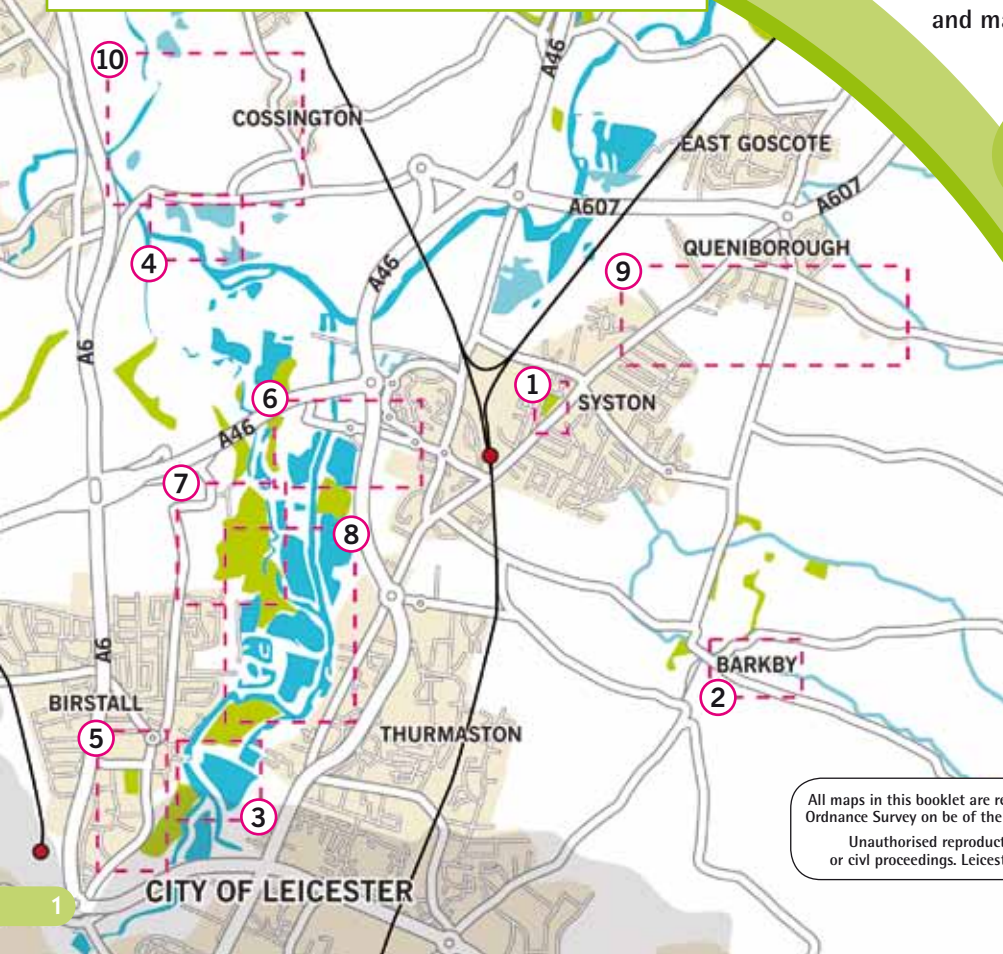 and ma
10
A46
COSSINGTON
EAST GOSCOTE
A607
A607
4
A46
QUENIBOROUGH
9
A6
1
6
SYSTON
A46
7
8
A6
BARKBY
2
BIRSTALL
5
THURMASTON
3
All maps in this booklet are re
Ordnance Survey on be of the
Unauthorised reproduct
or civl proceedings. Leicest
CITY OF LEICESTER
1